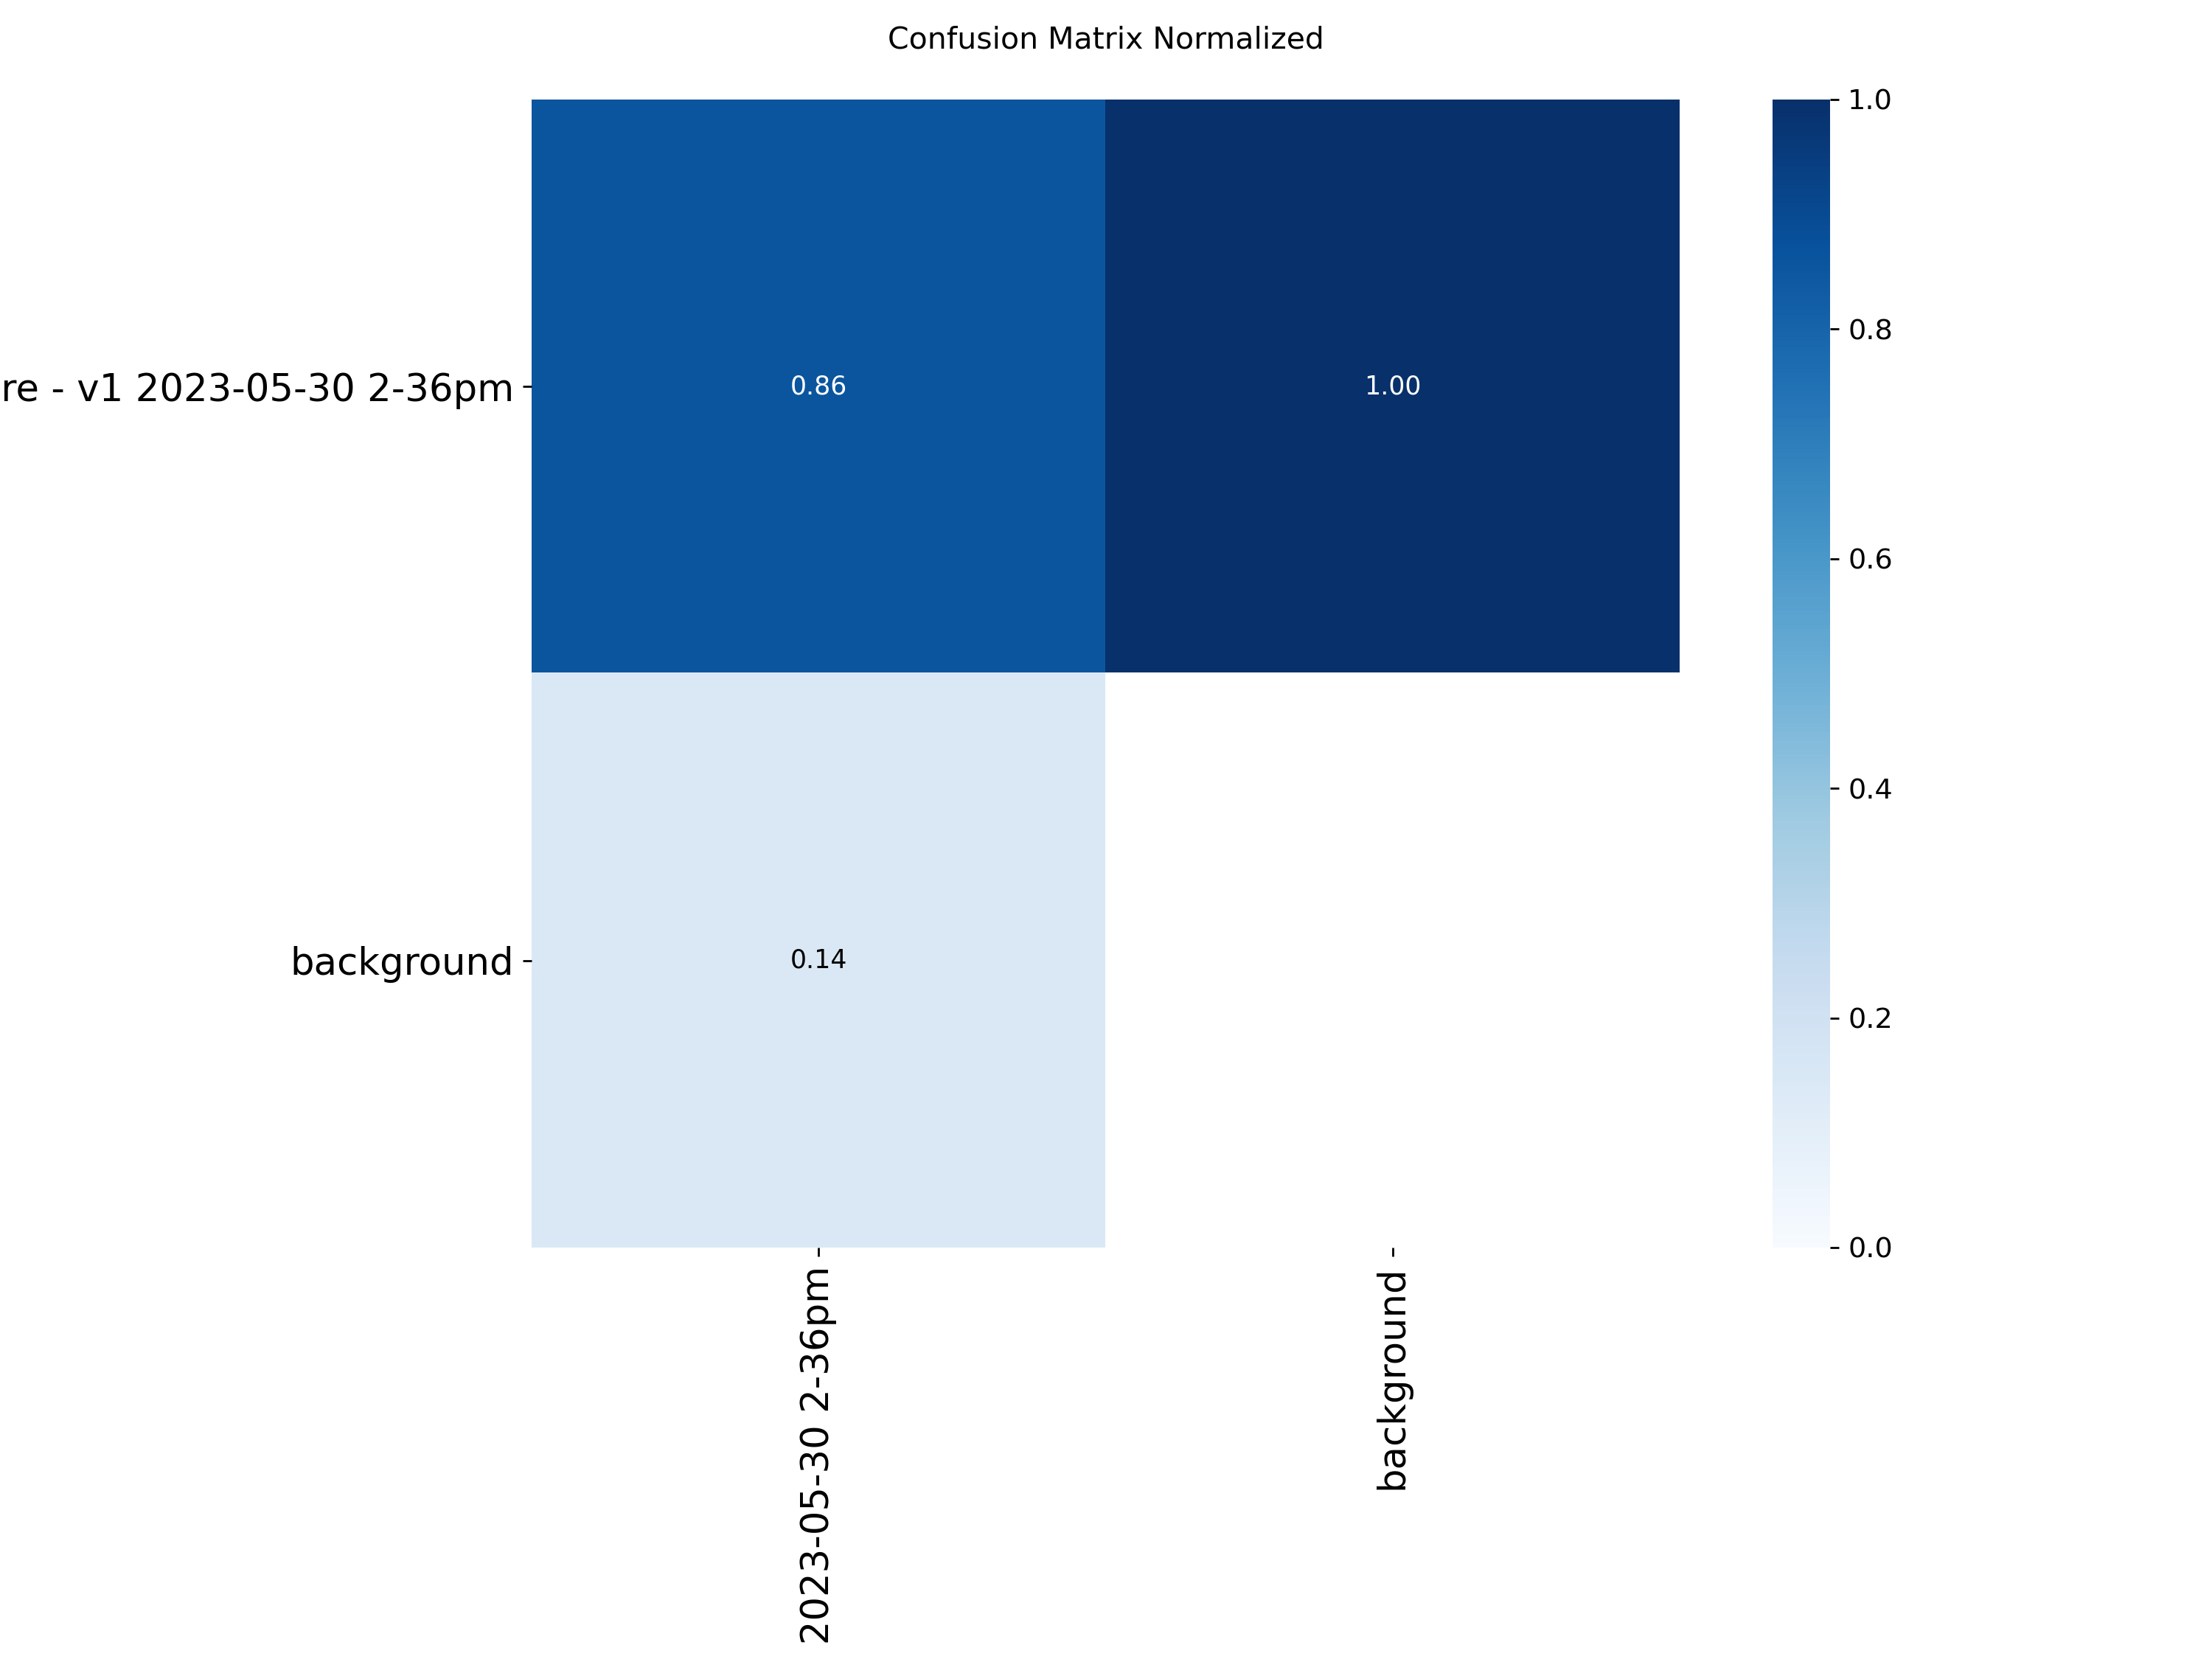 Confusion Matrix Normalized
re - v1 2023-05-30 2-36pm
0.86
1.00
background
0.14
2023-05-30 2-36pm
background
1.0
0.8
0.6
0.4
0.2
0.0